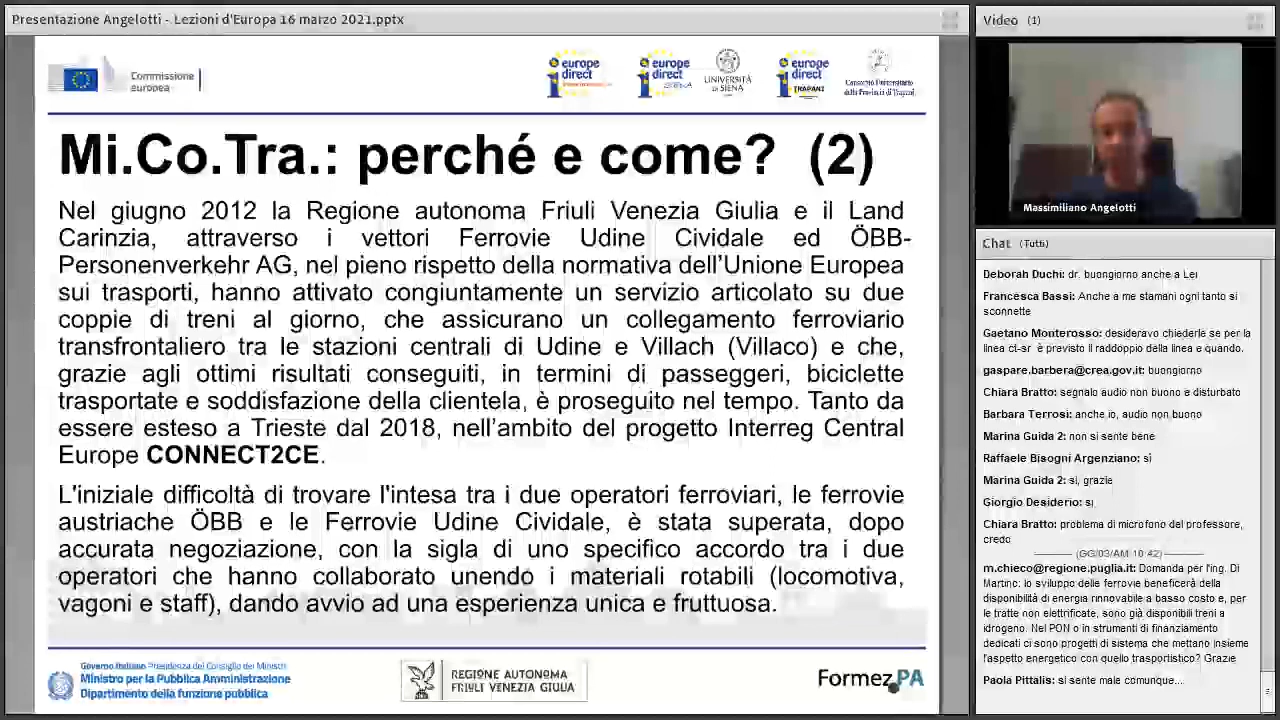 Presentazione Angelotti - Lezioni d'Europa 16 marzo 2021.pptx
Commissione
europea
europe
direct
europe
direct
SIENA
UNIVERSITÀ
DI SIENA
europe
direct
TRAPANI
Mi.Co.Tra.: perché e come? (2)
Nel giugno 2012 la Regione autonoma Friuli Venezia Giulia e il Land
Carinzia, attraverso i vettori Ferrovie Udine Cividale ed ÖBB-
Personenverkehr AG, nel pieno rispetto della normativa dell'Unione Europea
sui trasporti, hanno attivato congiuntamente un servizio articolato su due
coppie di treni al giorno, che assicurano un collegamento ferroviario
transfrontaliero tra le stazioni centrali di Udine e Villach (Villaco) e che,
grazie agli ottimi risultati conseguiti, in termini di passeggeri, biciclette
trasportate e soddisfazione della clientela, è proseguito nel tempo. Tanto da
essere esteso a Trieste dal 2018, nell'ambito del progetto Interreg Central
Europe CONNECT2CE.
L'iniziale difficoltà di trovare l'intesa tra i due operatori ferroviari, le ferrovie
austriache ÖBB e le Ferrovie Udine Cividale, è stata superata, dopo
accurata negoziazione, con la sigla di uno specifico accordo tra i due
operatori che hanno collaborato unendo i materiali rotabili (locomotiva,
vagoni e staff), dando avvio ad una esperienza unica e fruttuosa.
Governo Italiano Presidenza del Consiglio dei Ministri
Ministro per la Pubblica Amministrazione
Dipartimento della funzione pubblica
REGIONE AUTONOMA
FRIULI VENEZIA GIULIA
FormezPA
Video (1)
Massimiliano Angelotti
Chat (Tutti)
Deborah Duchi: dr. buongiorno anche a Lei
Francesca Bassi: Anche a me stamani ogni tanto si
sconnette
Gaetano Monterosso: desideravo chiederle se per la
linea ct-sr è previsto il raddoppio della linea e quando.
gaspare.barbera@crea.gov.it: buongiorno
Chiara Bratto: segnalo audio non buono e disturbato
Barbara Terrosi: anche io, audio non buono
Marina Guida 2: non si sente bene
Raffaele Bisogni Argenziano: sì
Marina Guida 2: si, grazie
Giorgio Desiderio: si
Chiara Bratto: problema di microfono del professore,
credo
(GG/03/AM 10:42)
m.chieco@regione.puglia.it: Domanda per l'ing. Di
Martino: lo sviluppo delle ferrovie beneficerà della
disponibilità di energia rinnovabile a basso costo e, per
le tratte non elettrificate, sono già disponibili treni a
idrogeno. Nel PON o in strumenti di finanziamento
dedicati ci sono progetti di sistema che mettano insieme
l'aspetto energetico con quello trasportistico? Grazie
Paola Pittalis: si sente male comunque...